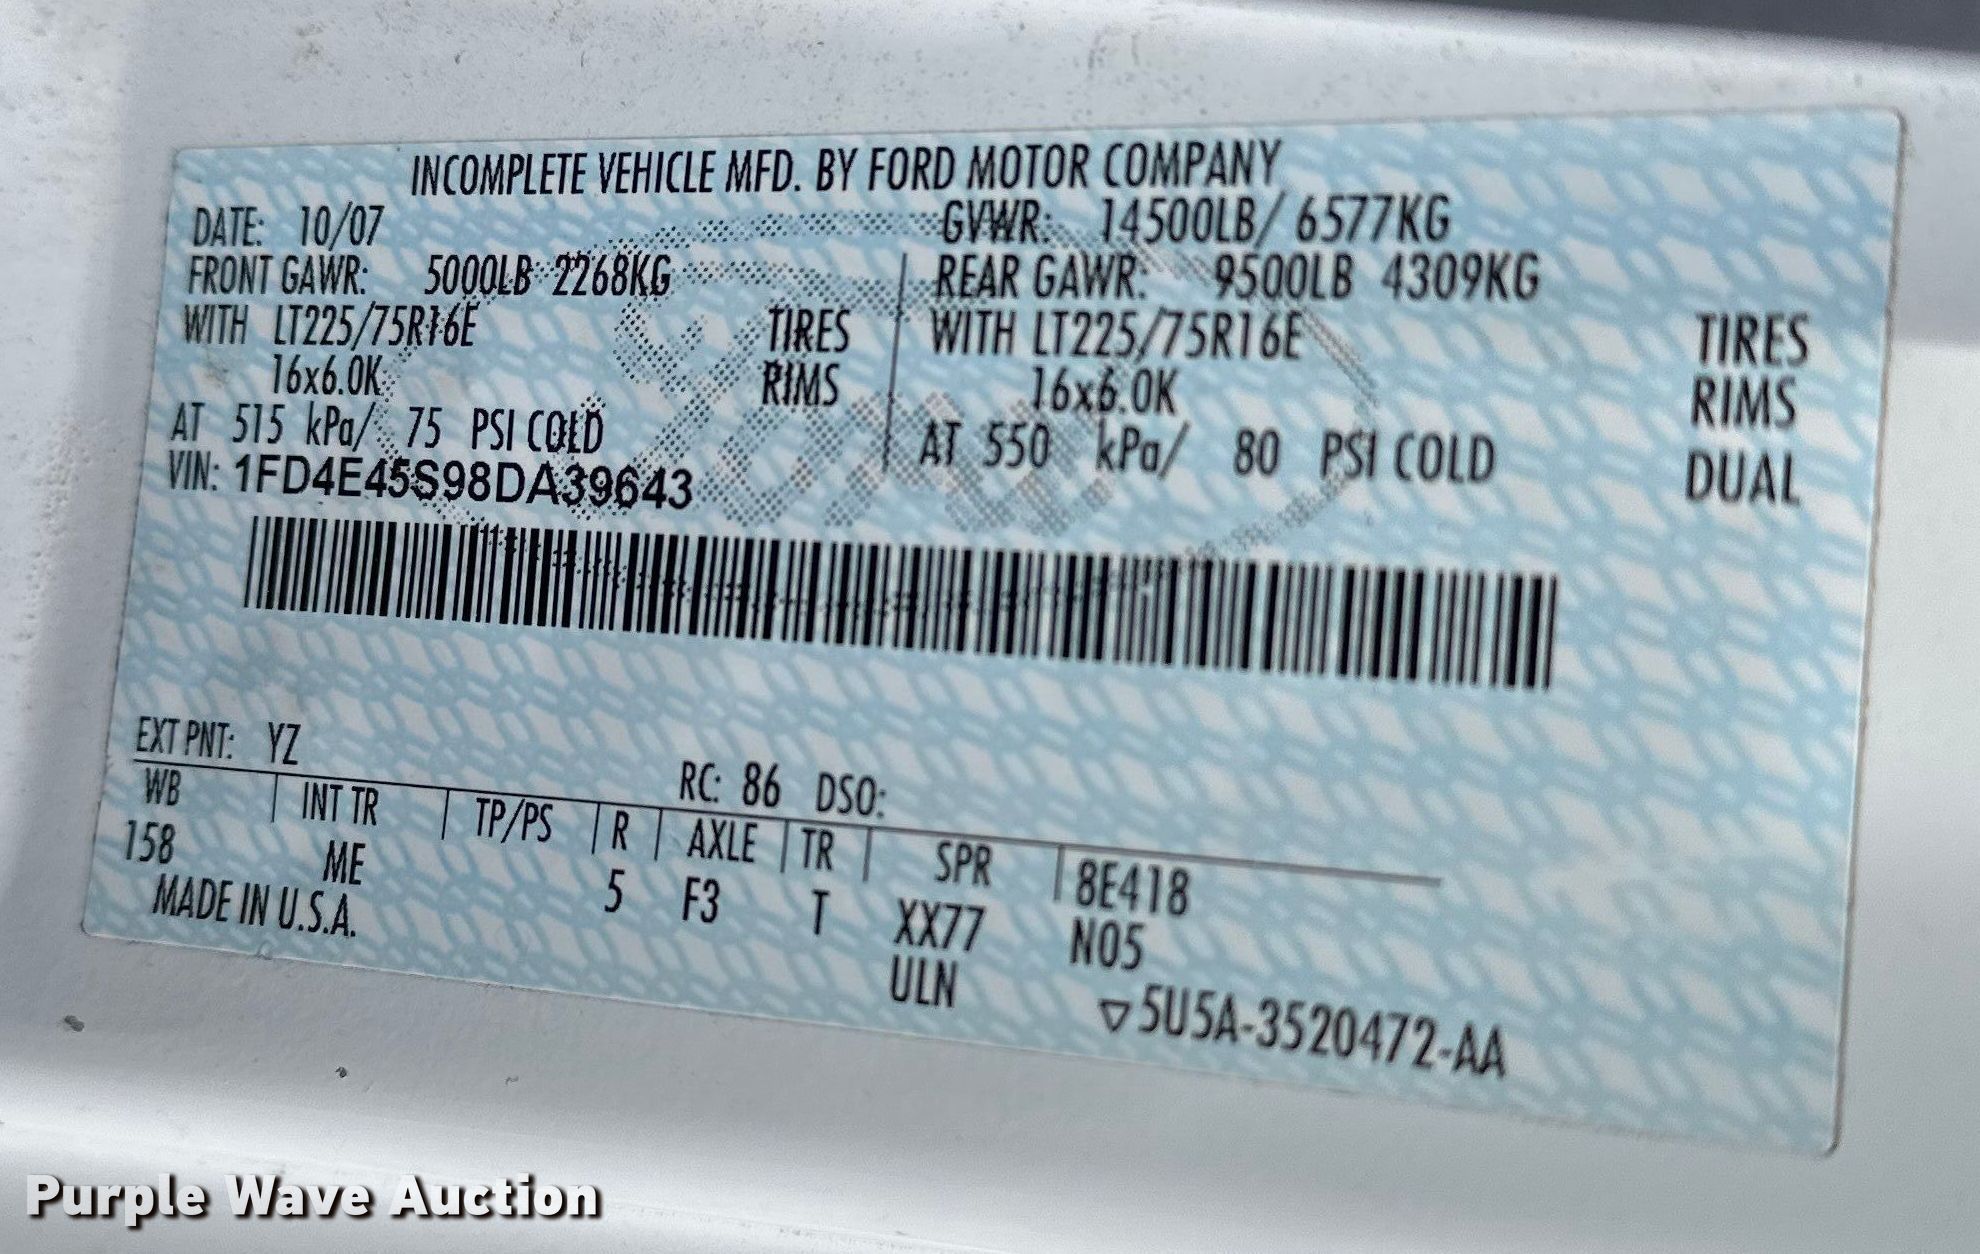 INCOMPLETE VEHICLE MFD. BY FORD MOTOR COMPANY
DATE: 10/07 GVWR: 14500LB/ 6577KG
FRONT GAWR: 5000LB 2268KG REAR GAWR: 9500LB 4309KG
WITH LT225/75R16E TIRES WITH LT225/75R16E TIRES
16x6.0K RIMS 16x6.0K RIMS
AT 515 kPa/ 75 PSI COLD AT 550 kPa/ 80 PSI COLD DUAL
VIN: 1FD4E45S98DA39643
EXT PNT: YZ RC: 86 DSO:
WB INT TR TP/PS R AXLE TR SPR 8E418
158 ME 5 F3 T XX77 N05
MADE IN U.S.A. ULN
▽5U5A-3520472-AA
Purple Wave Auction